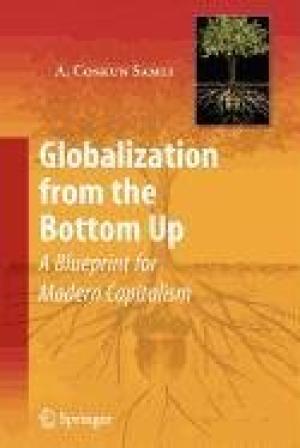 A. Coskun Samli
Globalization
from the
Bottom Up
A Blueprint for
Modern Capitalism
Springer